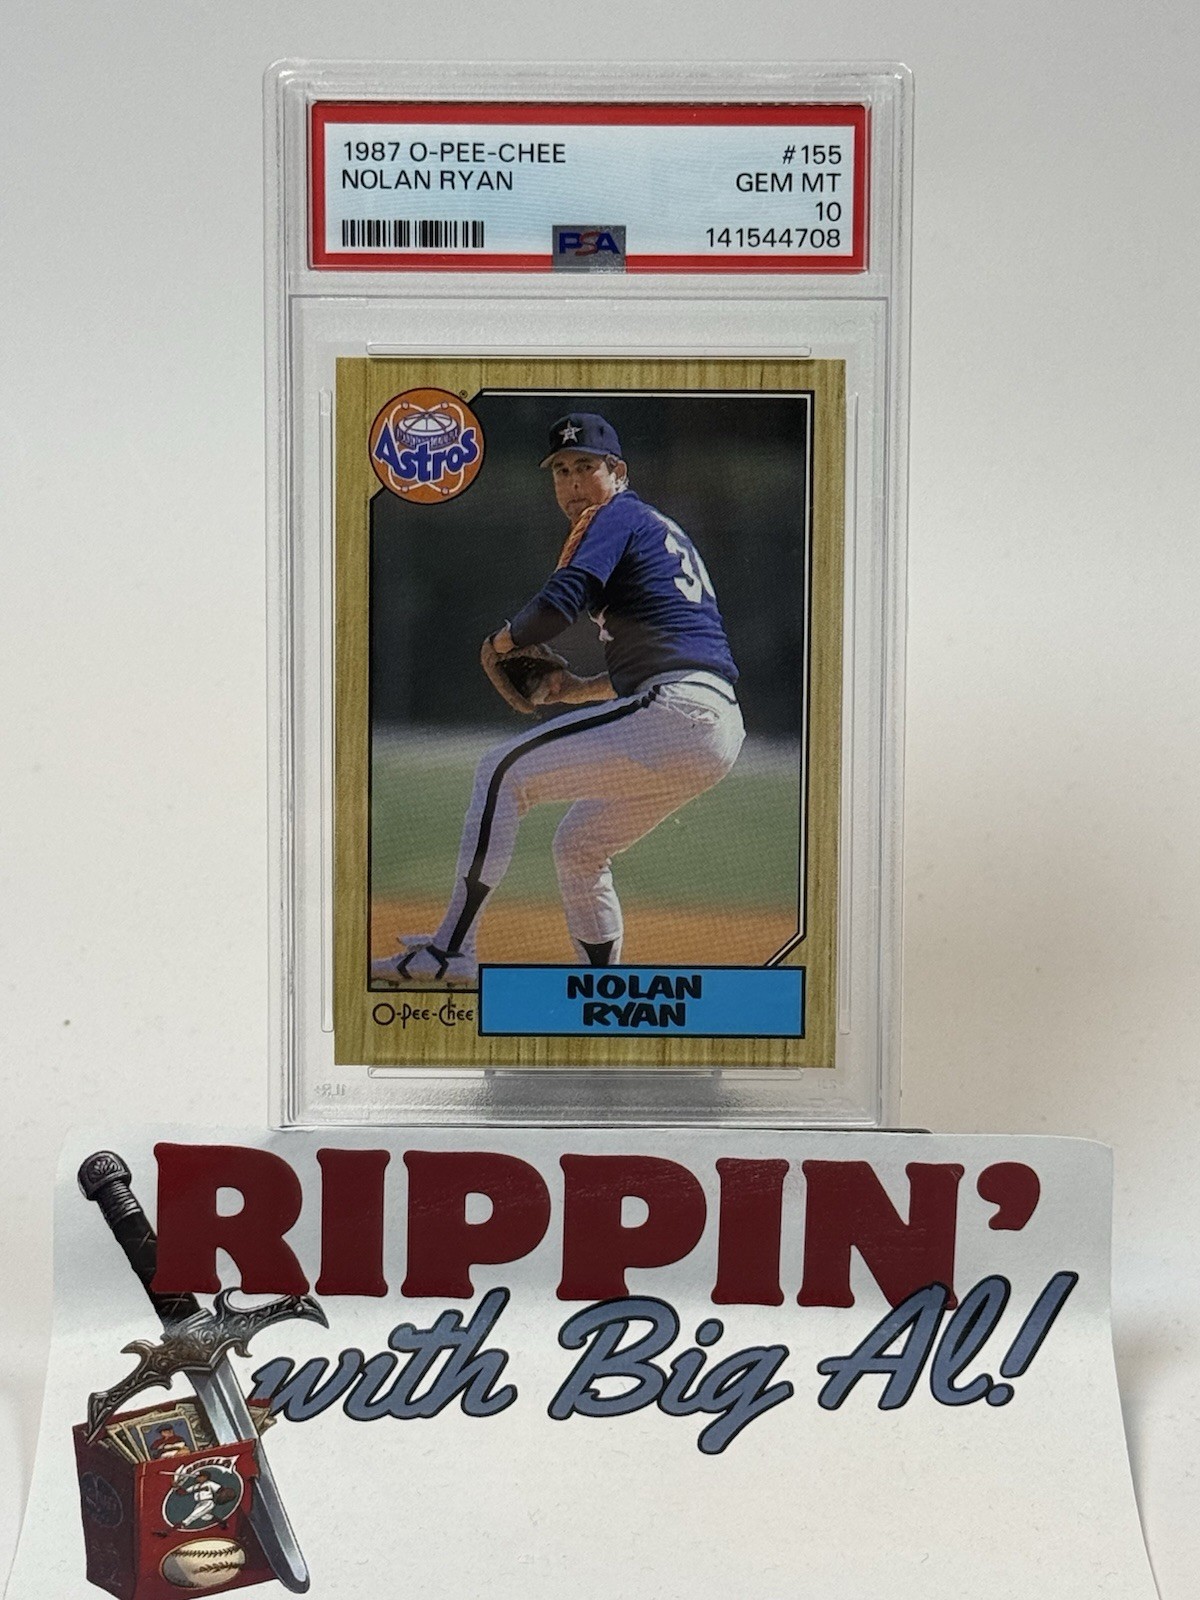 1987 O-PEE-CHEE #155
NOLAN RYAN GEM MT
10
PSA 141544708
Astros
3
O-Pee-Chee
NOLAN
RYAN
RIPPIN'
with Big Al!